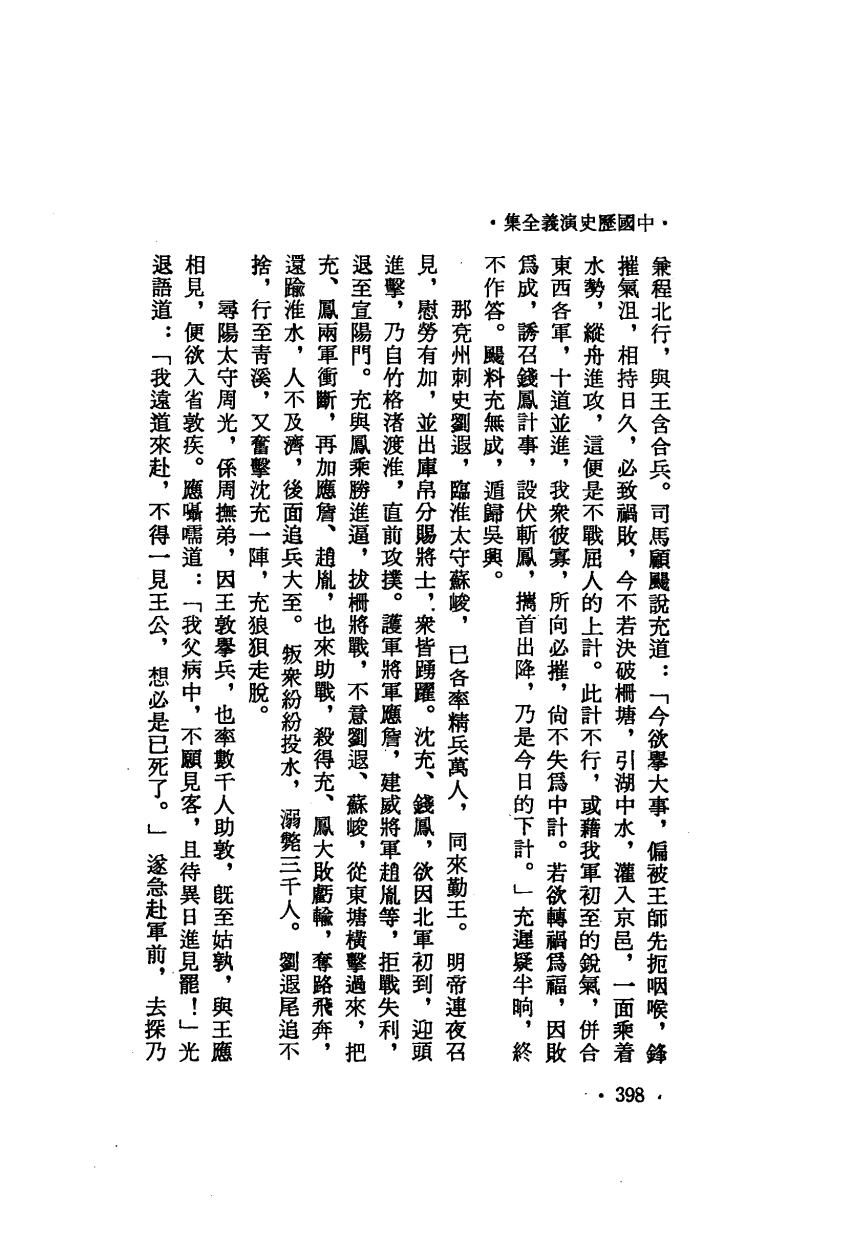 •中國歷史演義全集•
兼程北行，與王含合兵。司馬顧颺說充道：「今欲舉大事，偏被王師先扼咽喉，鋒
摧氣沮，相持日久，必致禍敗，今不若決破柵塘，引湖中水，灌入京邑，一面乘着
水勢，縱舟進攻，這便是不戰屈人的上計。此計不行，或藉我軍初至的銳氣，併合
東西各軍，十道並進，我衆彼寡，所向必摧，尙不失爲中計。若欲轉禍爲福，因敗
爲成，誘召錢鳳計事，設伏斬鳳，攜首出降，乃是今日的下計。」充遲疑半晌，終
不作答。颺料充無成，遁歸吳興。
那兗州刺史劉遐，臨淮太守蘇峻，已各率精兵萬人，同來勤王。明帝連夜召
見，慰勞有加，並出庫帛分賜將士，衆皆踴躍。沈充、錢鳳，欲因北軍初到，迎頭
進擊，乃自竹格渚渡淮，直前攻撲。護軍將軍應詹，建威將軍趙胤等，拒戰失利，
退至宣陽門。充與鳳乘勝進逼，拔柵將戰，不意劉遐、蘇峻，從東塘橫擊過來，把
充、鳳兩軍衝斷，再加應詹、趙胤，也來助戰，殺得充、鳳大敗虧輸，奪路飛奔，
還踰淮水，人不及濟，後面追兵大至。叛衆紛紛投水，溺斃三千人。劉遐尾追不
捨，行至靑溪，又奮擊沈充一陣，充狼狽走脫。
尋陽太守周光，係周撫弟，因王敦舉兵，也率數千人助敦，旣至姑孰，與王應
相見，便欲入省敦疾。應囁嚅道：「我父病中，不願見客，且待異日進見罷！」光
退語道：「我遠道來赴，不得一見王公，想必是已死了。」遂急赴軍前，去探乃
•398•